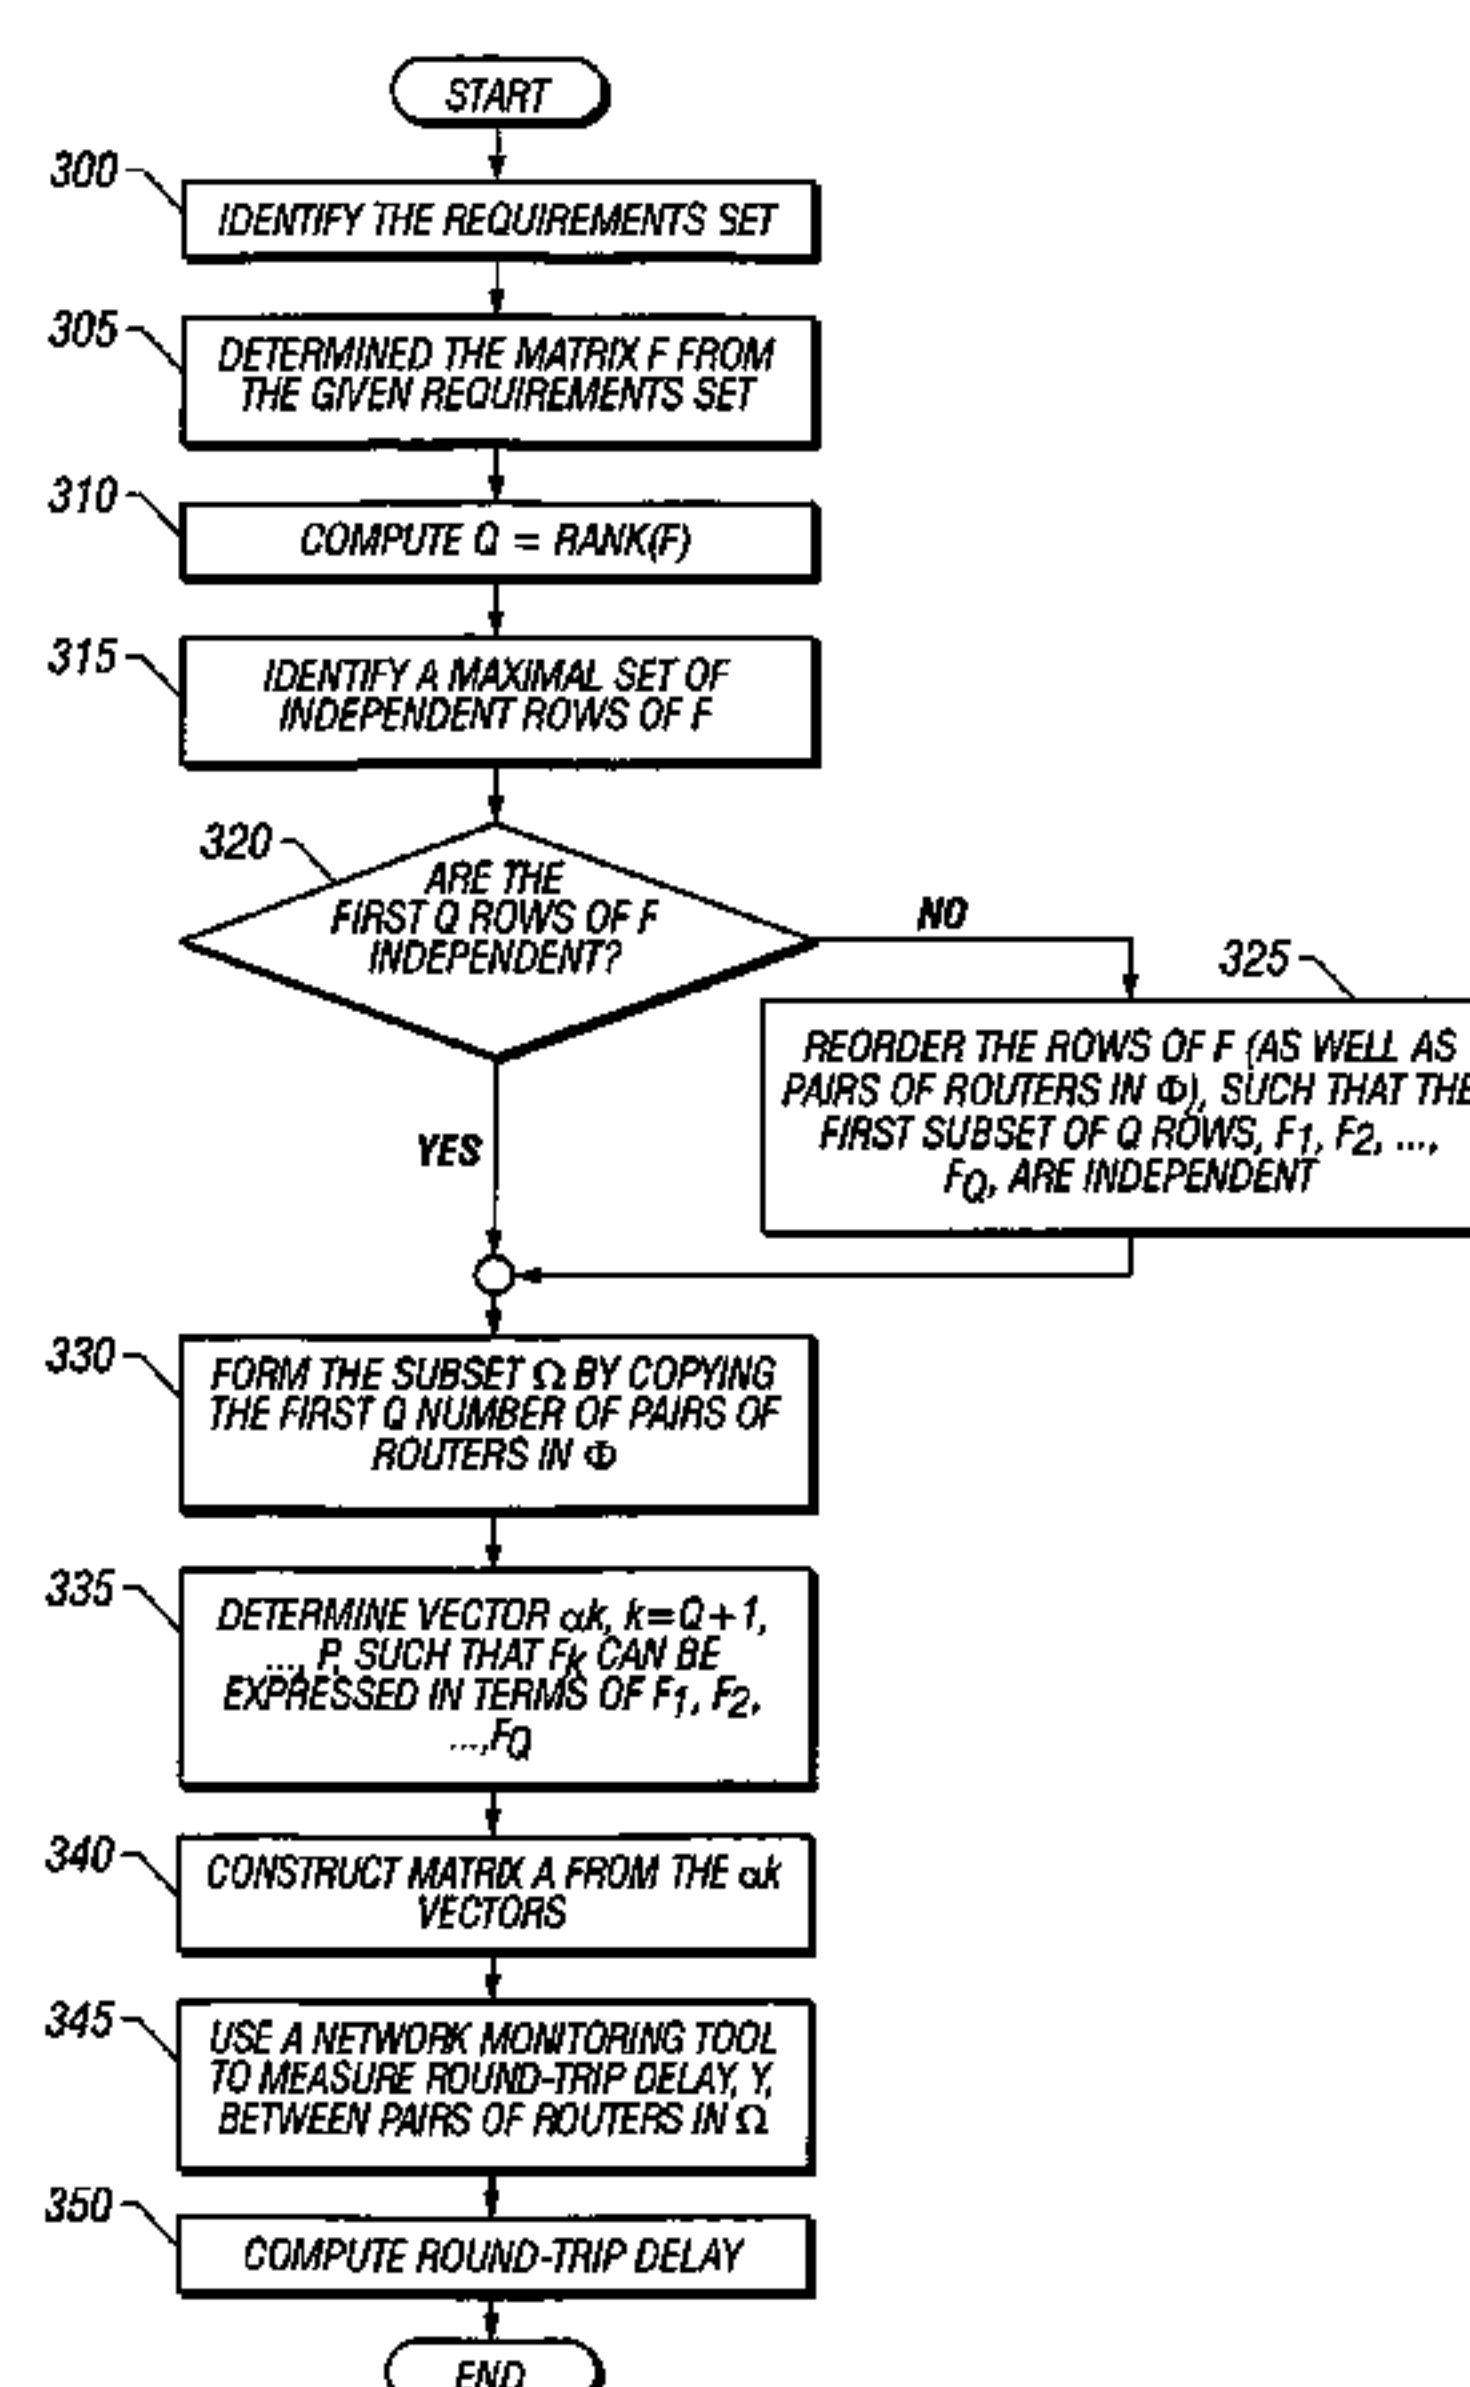 START
300
IDENTIFY THE REQUIREMENTS SET
305
DETERMINED THE MATRIX F FROM
THE GIVEN REQUIREMENTS SET
310
COMPUTE Q = RANK(F)
315
IDENTIFY A MAXIMAL SET OF
INDEPENDENT ROWS OF F
320
ARE THE
FIRST Q ROWS OF F
INDEPENDENT?
NO
325
REORDER THE ROWS OF F (AS WELL AS
PAIRS OF ROUTERS IN Φ), SUCH THAT THE
FIRST SUBSET OF Q ROWS, F1, F2, ...,
FQ, ARE INDEPENDENT
YES
330
FORM THE SUBSET Ω BY COPYING
THE FIRST Q NUMBER OF PAIRS OF
ROUTERS IN Φ
335
DETERMINE VECTOR αk, k=Q+1,
..., P, SUCH THAT Fk CAN BE
EXPRESSED IN TERMS OF F1, F2,
...,FQ
340
CONSTRUCT MATRIX A FROM THE αk
VECTORS
345
USE A NETWORK MONITORING TOOL
TO MEASURE ROUND-TRIP DELAY, Y,
BETWEEN PAIRS OF ROUTERS IN Ω
350
COMPUTE ROUND-TRIP DELAY
END